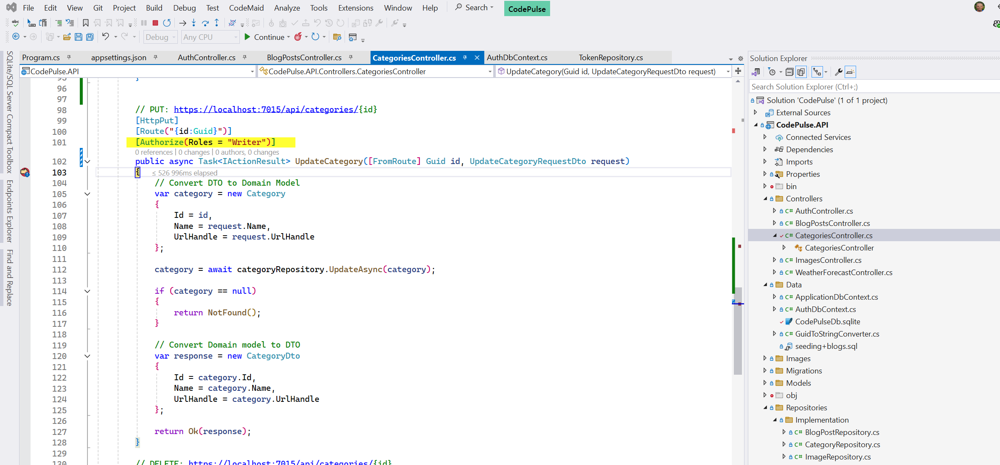 File Edit View Git Project Build Debug Test CodeMaid Analyze Tools Extensions Window Help Search CodePulse
abc
Debug Any CPU Continue
SQLite/SQL Server Compact Toolbox
Endpoints Explorer
Find and Replace
Program.cs appsettings.json AuthController.cs BlogPostsController.cs CategoriesController.cs AuthDbContext.cs TokenRepository.cs
CodePulse.API CodePulse.API.Controllers.CategoriesController UpdateCategory(Guid id, UpdateCategoryRequestDto request)
95 }
96
97
98 // PUT: https://localhost:7015/api/categories/{id}
99 [HttpPut]
100 [Route("{id:Guid}")]
101 [Authorize(Roles = "Writer")]
0 references | 0 changes | 0 authors, 0 changes
102 public async Task<IActionResult> UpdateCategory([FromRoute] Guid id, UpdateCategoryRequestDto request)
103 { ≤ 526 996ms elapsed
104 // Convert DTO to Domain Model
105 var category = new Category
106 {
107 Id = id,
108 Name = request.Name,
109 UrlHandle = request.UrlHandle
110 };
111
112 category = await categoryRepository.UpdateAsync(category);
113
114 if (category == null)
115 {
116 return NotFound();
117 }
118
119 // Convert Domain model to DTO
120 var response = new CategoryDto
121 {
122 Id = category.Id,
123 Name = category.Name,
124 UrlHandle = category.UrlHandle
125 };
126
127 return Ok(response);
128 }
129
130 // DELETE: https://localhost:7015/api/categories/{id}
Solution Explorer
Search Solution Explorer (Ctrl+;)
Solution 'CodePulse' (1 of 1 project)
External Sources
CodePulse.API
Connected Services
Dependencies
Imports
Properties
bin
Controllers
C# AuthController.cs
C# BlogPostsController.cs
C# CategoriesController.cs
CategoriesController
C# ImagesController.cs
C# WeatherForecastController.cs
Data
C# ApplicationDbContext.cs
C# AuthDbContext.cs
CodePulseDb.sqlite
C# GuidToStringConverter.cs
seeding+blogs.sql
Images
Migrations
Models
obj
Repositories
Implementation
C# BlogPostRepository.cs
C# CategoryRepository.cs
C# ImageRepository.cs